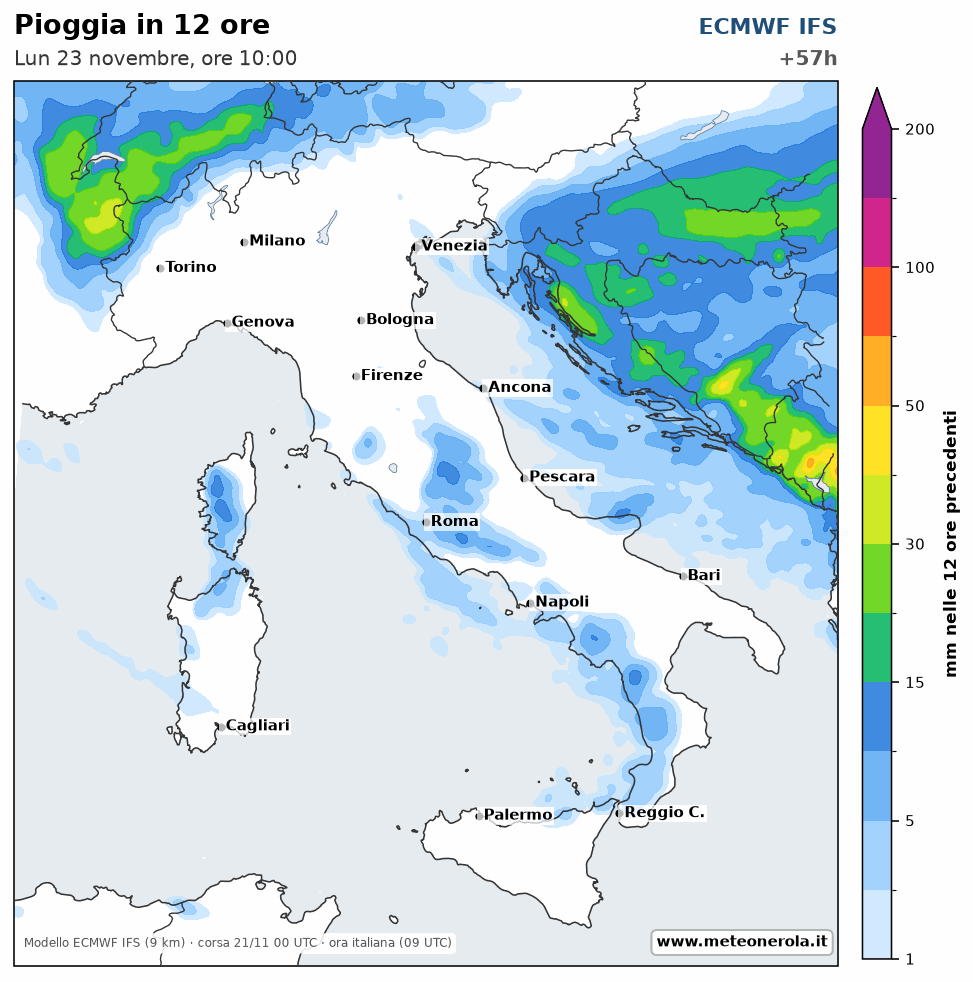 Pioggia in 12 ore
ECMWF IFS
Lun 23 novembre, ore 10:00
+57h
200
100
50
30
15
5
1
mm nelle 12 ore precedenti
Milano
Venezia
Torino
Genova
Bologna
Firenze
Ancona
Pescara
Roma
Bari
Napoli
Cagliari
Palermo
Reggio C.
Modello ECMWF IFS (9 km) · corsa 21/11 00 UTC · ora italiana (09 UTC)
www.meteonerola.it